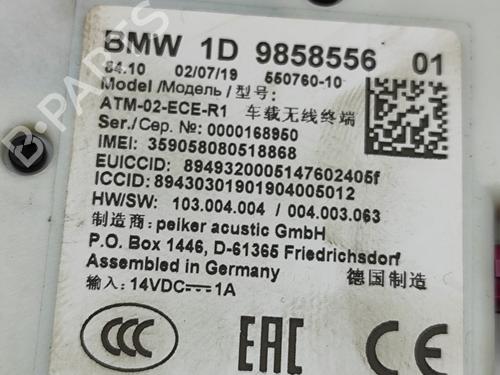 BMW 1D 9858556 01
84.10 02/07/19 550760-10
Model /Модель / 型号:
ATM-02-ECE-R1 车载无线终端
Ser./Сер. №: 0000168950
IMEI: 359058080518868
EUICCID: 8949320005147602405f
ICCID: 89430301901904005012
HW/SW: 103.004.004 / 004.003.063
制造商: peiker acustic GmbH
P.O. Box 1446, D-61365 Friedrichsdorf
Assembled in Germany 德国制造
输入: 14VDC⎓1A
CCC EAC CE
B-PARTS